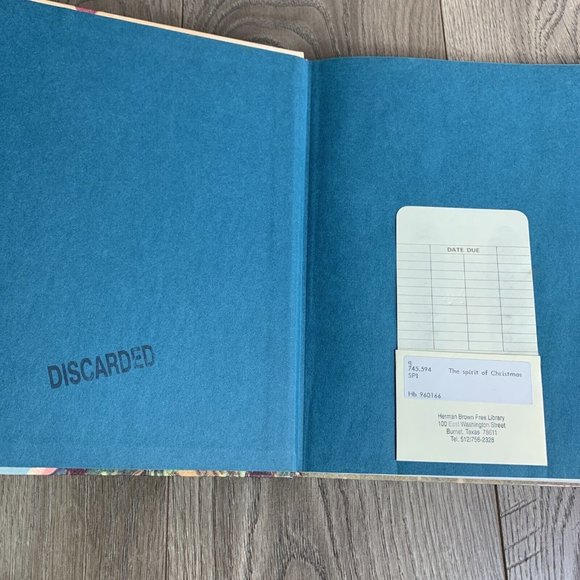 DISCARDED
DATE DUE
q
745.594
SPI The spirit of Christmas
Hb 960166
Herman Brown Free Library
100 East Washington Street
Burnet, Texas 78611
Tel. 512/756-2328